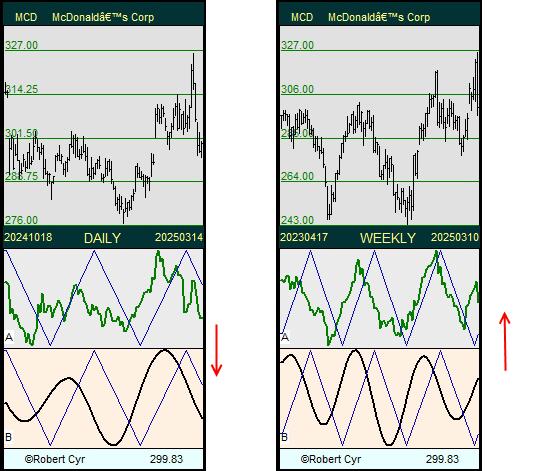 MCD McDonaldâ€™s Corp
327.00
314.25
301.50
288.75
276.00
20241018 DAILY 20250314
A
B
©Robert Cyr 299.83
MCD McDonaldâ€™s Corp
327.00
306.00
285.00
264.00
243.00
20230417 WEEKLY 20250310
A
B
©Robert Cyr 299.83